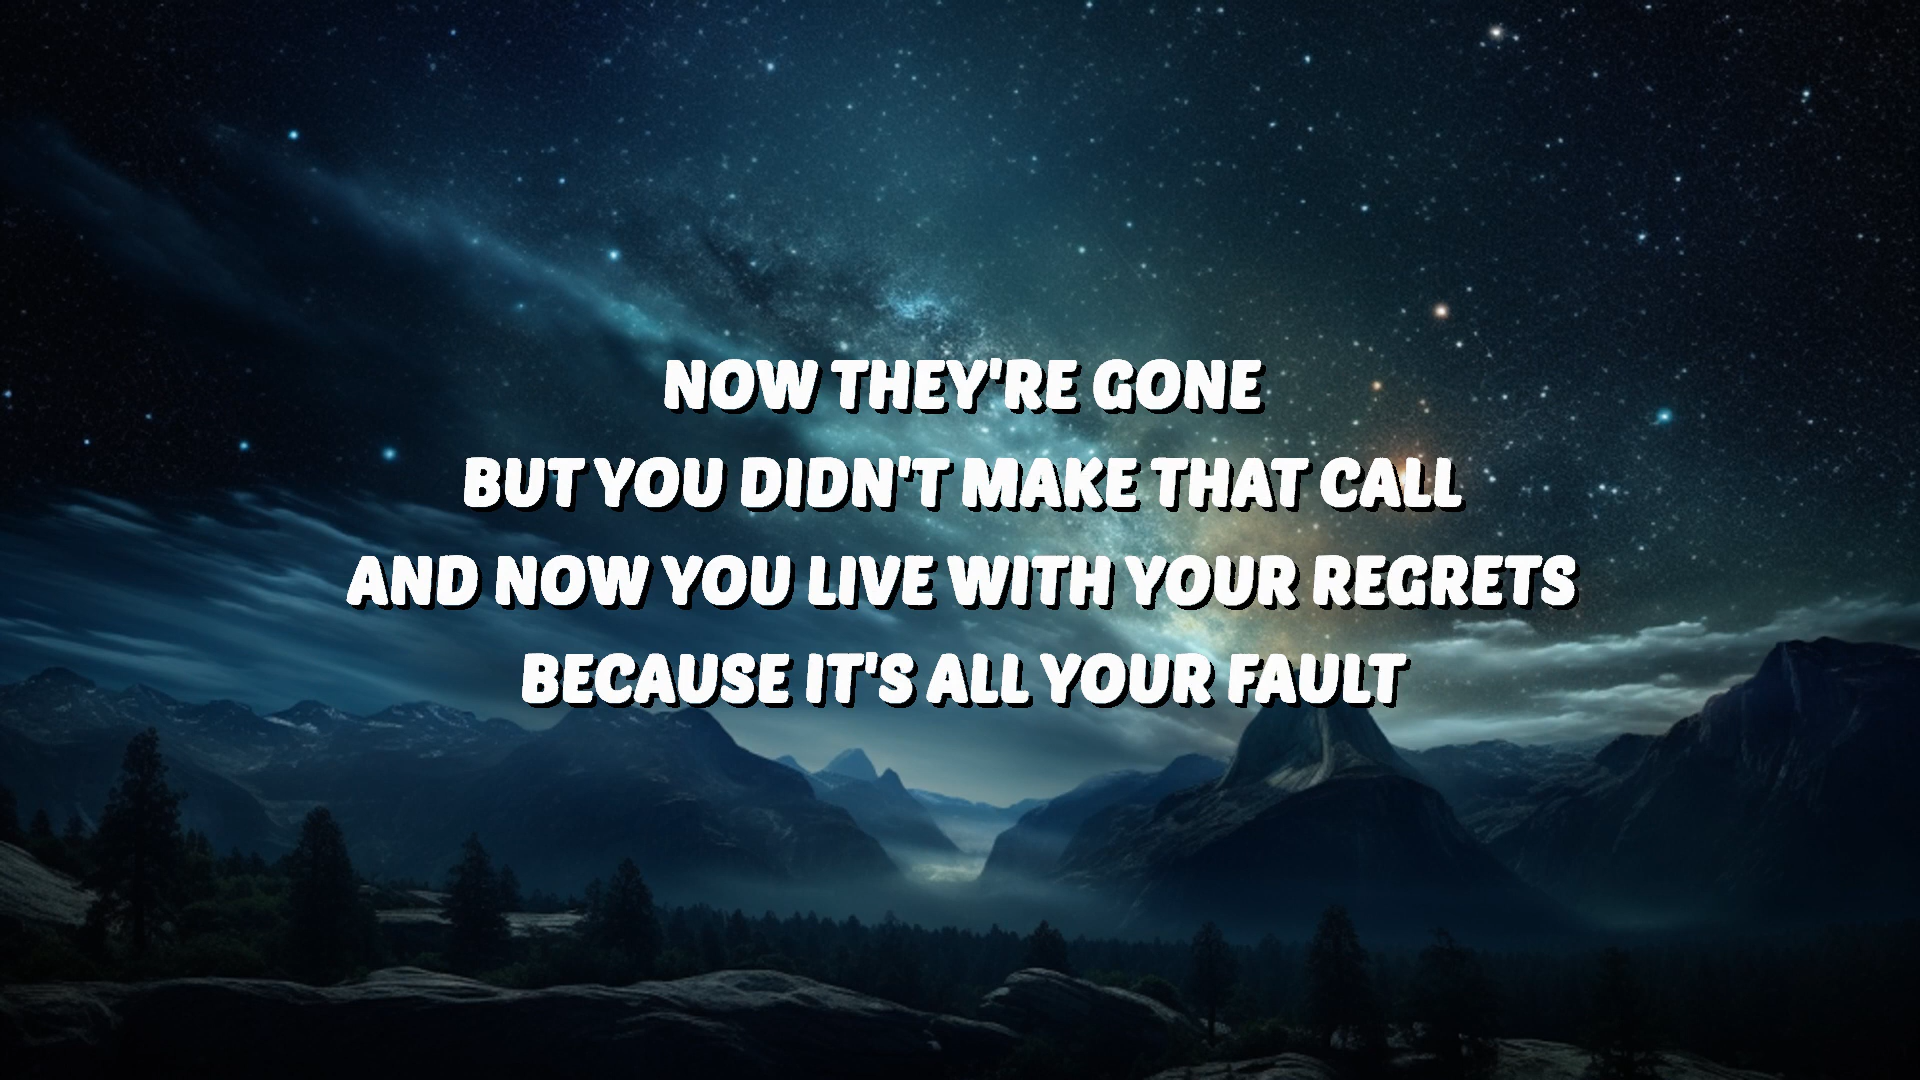 NOW THEY'RE GONE
BUT YOU DIDN'T MAKE THAT CALL
AND NOW YOU LIVE WITH YOUR REGRETS
BECAUSE IT'S ALL YOUR FAULT